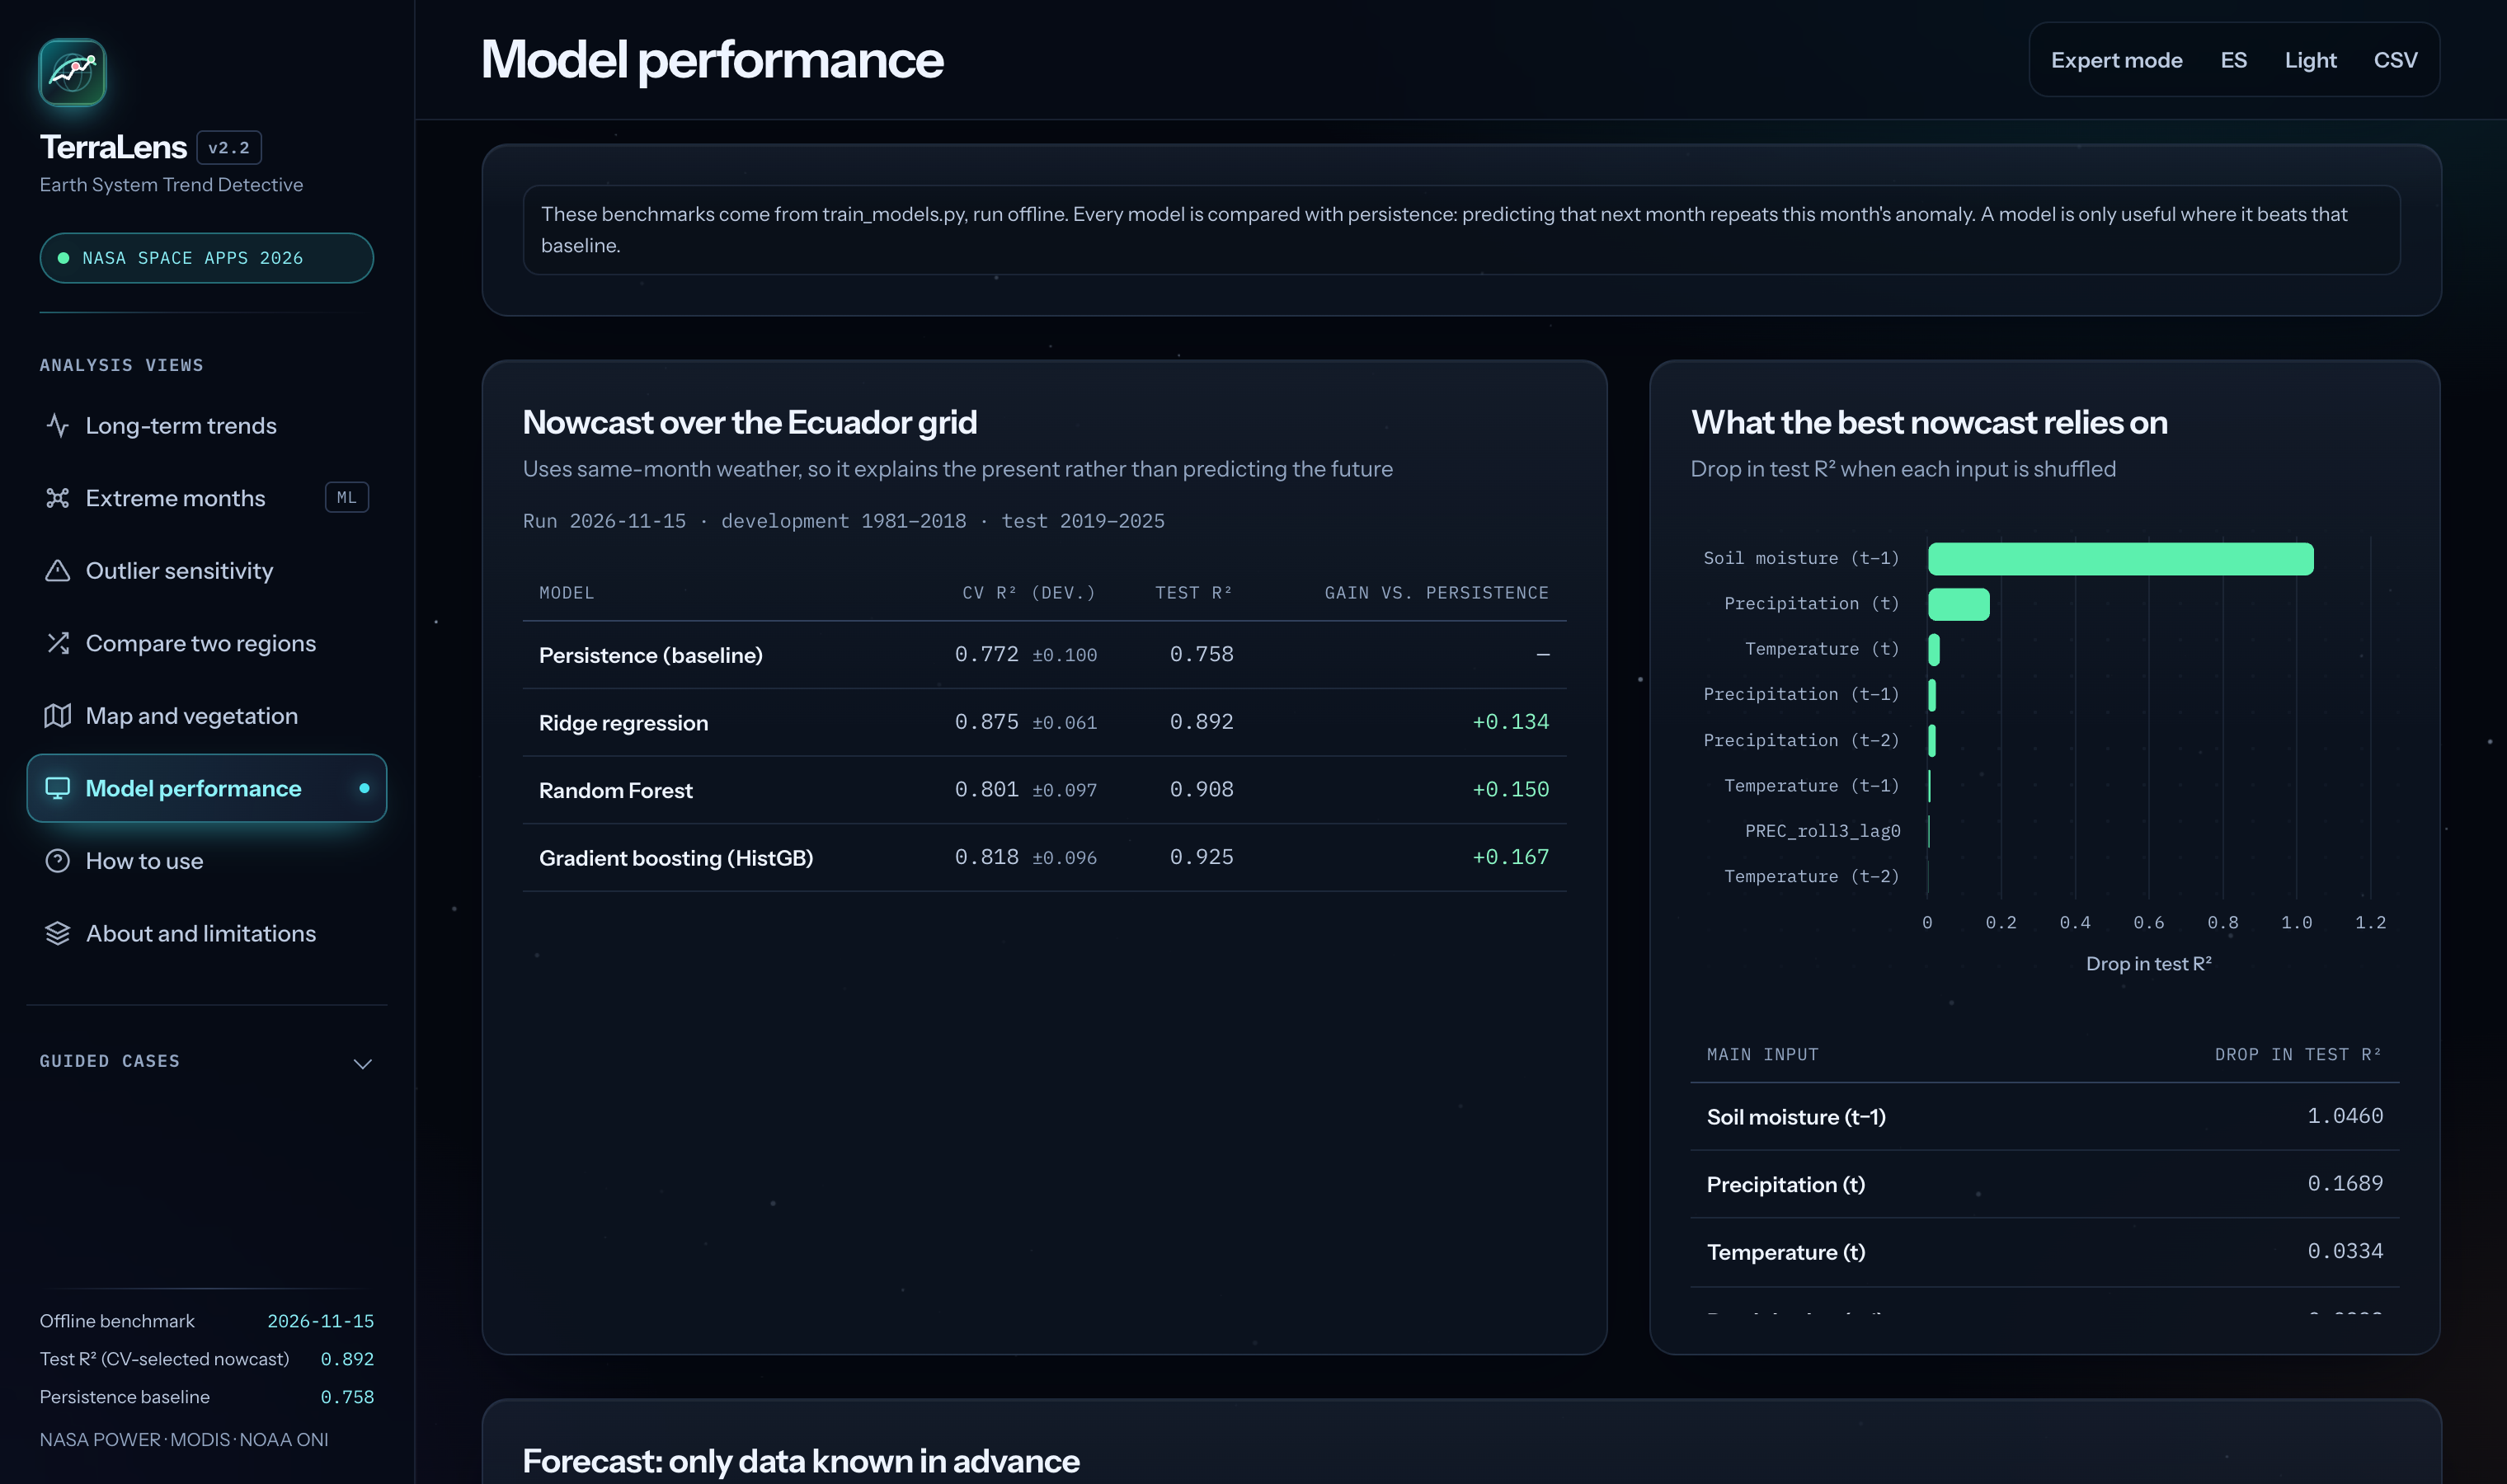 TerraLens v2.2
Earth System Trend Detective
NASA SPACE APPS 2026
ANALYSIS VIEWS
Long-term trends
Extreme months ML
Outlier sensitivity
Compare two regions
Map and vegetation
Model performance
How to use
About and limitations
GUIDED CASES
Offline benchmark 2026-11-15
Test R² (CV-selected nowcast) 0.892
Persistence baseline 0.758
NASA POWER · MODIS · NOAA ONI
Model performance
Expert mode ES Light CSV
These benchmarks come from train_models.py, run offline. Every model is compared with persistence: predicting that next month repeats this month's anomaly. A model is only useful where it beats that
baseline.
Nowcast over the Ecuador grid
Uses same-month weather, so it explains the present rather than predicting the future
Run 2026-11-15 · development 1981–2018 · test 2019–2025
MODEL CV R² (DEV.) TEST R² GAIN VS. PERSISTENCE
Persistence (baseline) 0.772 ±0.100 0.758 —
Ridge regression 0.875 ±0.061 0.892 +0.134
Random Forest 0.801 ±0.097 0.908 +0.150
Gradient boosting (HistGB) 0.818 ±0.096 0.925 +0.167
What the best nowcast relies on
Drop in test R² when each input is shuffled
Soil moisture (t−1)
Precipitation (t)
Temperature (t)
Precipitation (t−1)
Precipitation (t−2)
Temperature (t−1)
PREC_roll3_lag0
Temperature (t−2)
0 0.2 0.4 0.6 0.8 1.0 1.2
Drop in test R²
MAIN INPUT DROP IN TEST R²
Soil moisture (t−1) 1.0460
Precipitation (t) 0.1689
Temperature (t) 0.0334
Forecast: only data known in advance